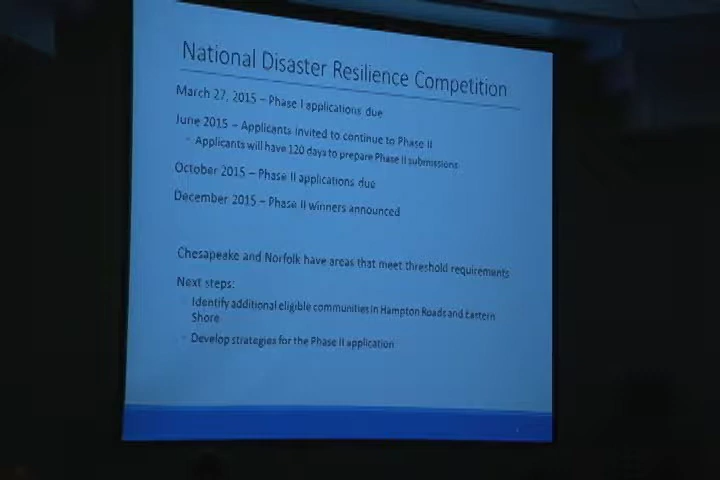 National Disaster Resilience Competition
March 27, 2015 – Phase I applications due
June 2015 – Applicants invited to continue to Phase II
Applicants will have 120 days to prepare Phase II submissions
October 2015 – Phase II applications due
December 2015 – Phase II winners announced
Chesapeake and Norfolk have areas that meet threshold requirements
Next steps:
Identify additional eligible communities in Hampton Roads and Eastern
Shore
Develop strategies for the Phase II application